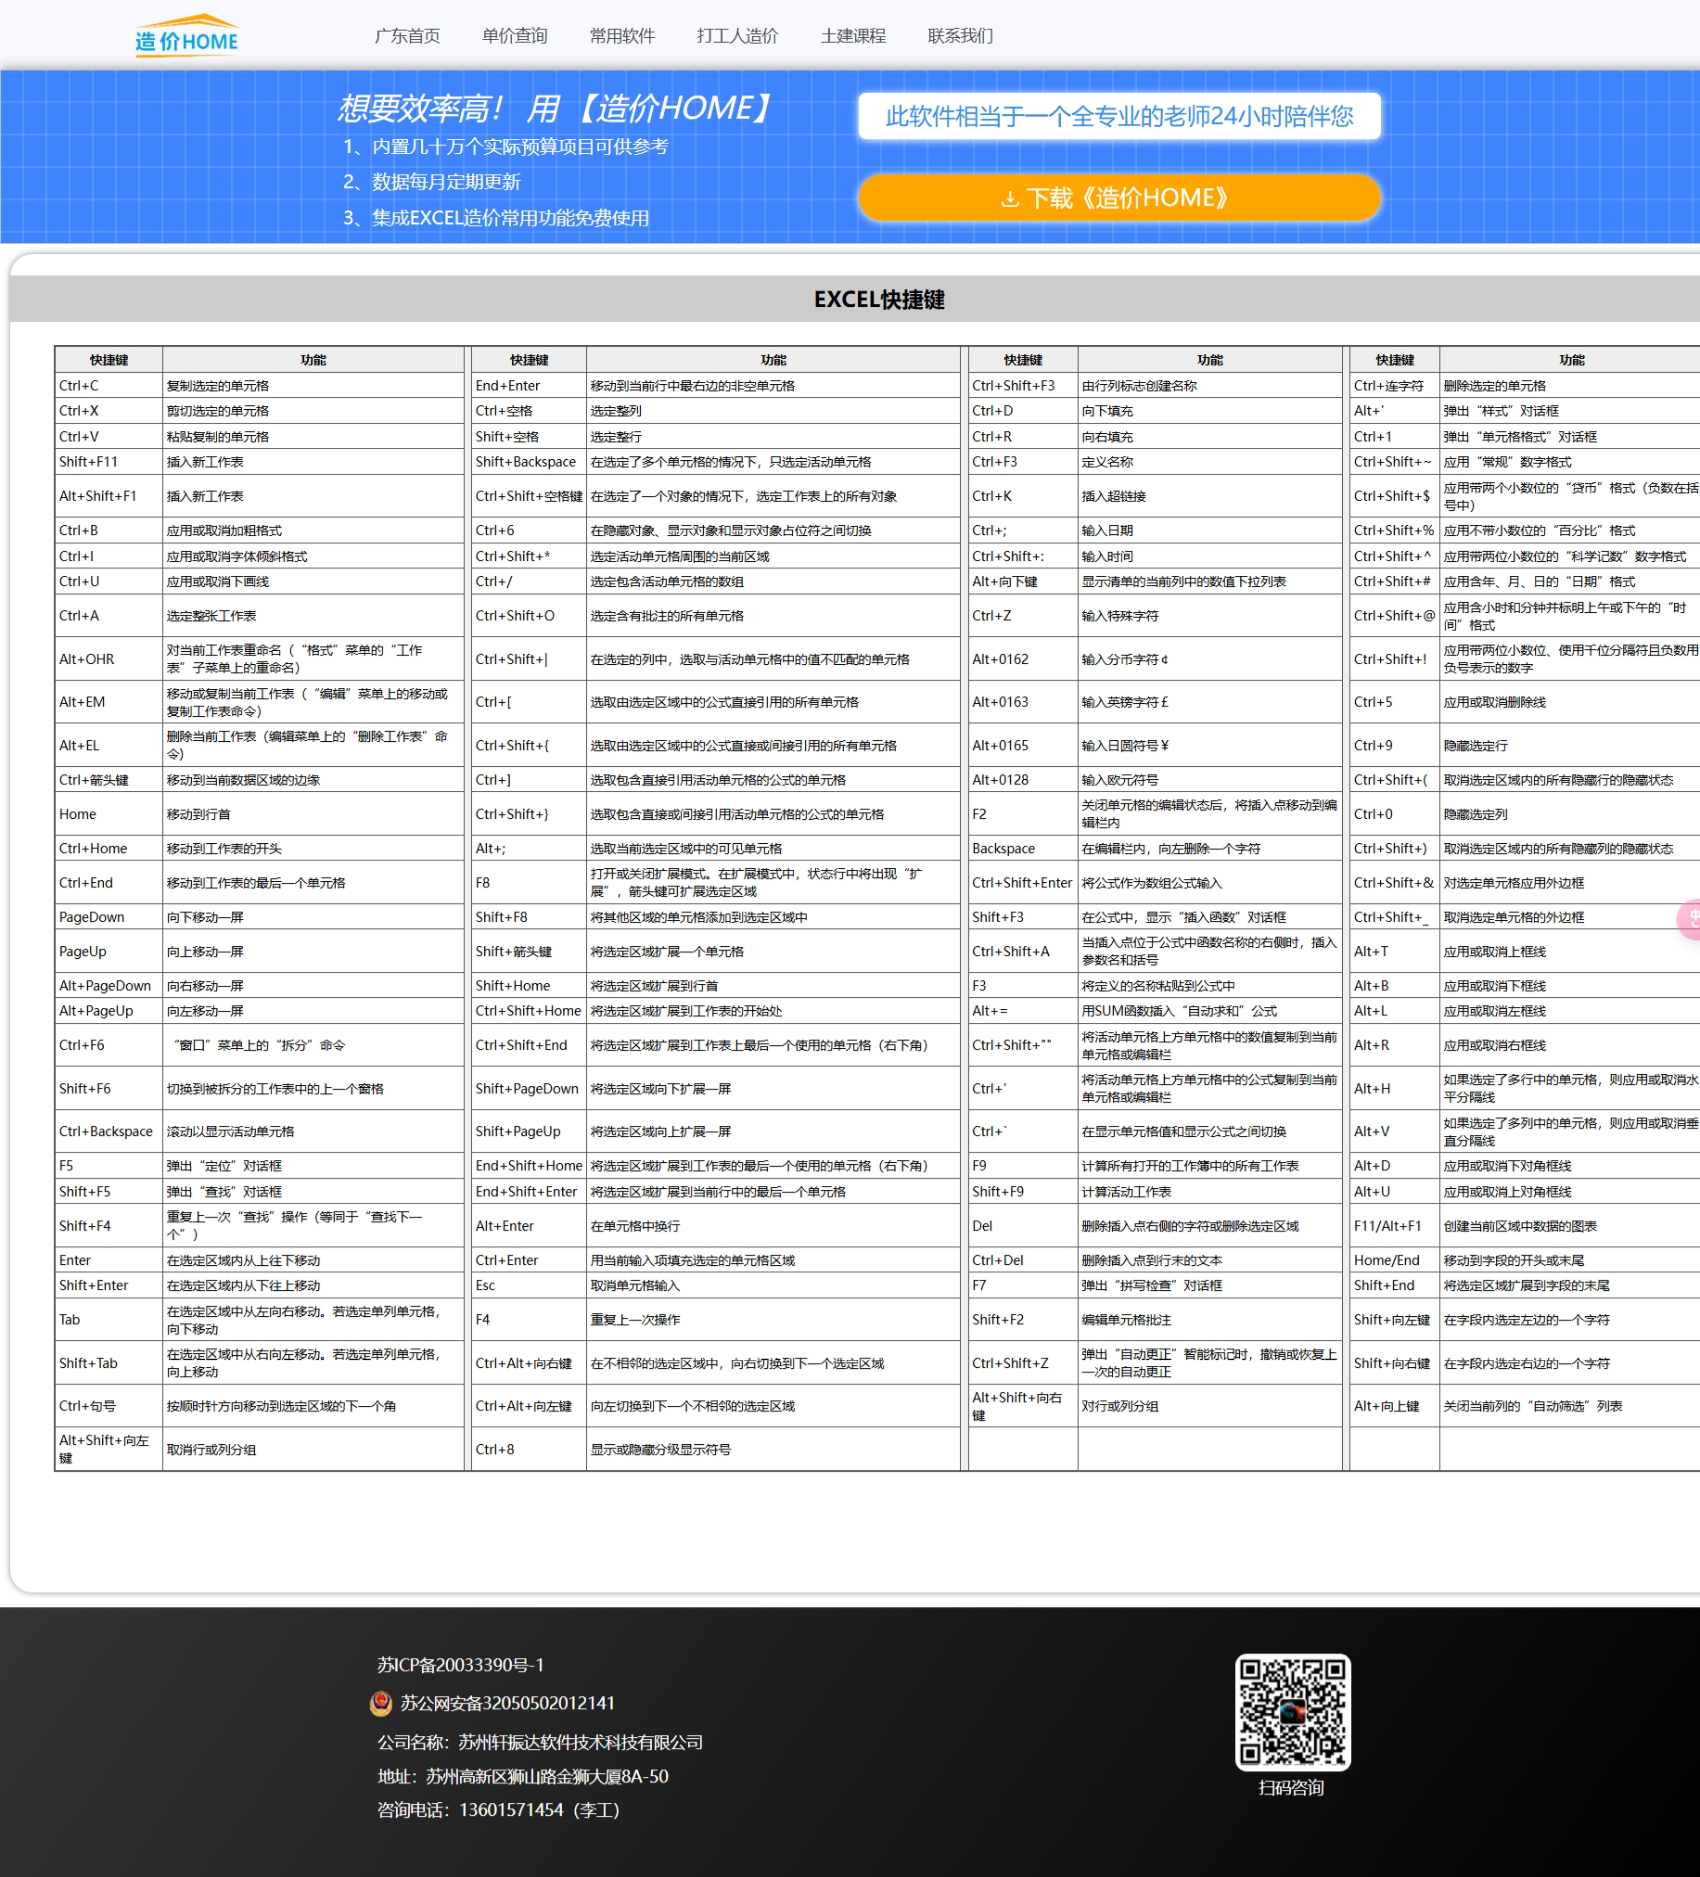 造价HOME
广东首页 单价查询 常用软件 打工人造价 土建课程 联系我们
想要效率高！ 用 【造价HOME】
1、内置几十万个实际预算项目可供参考
2、数据每月定期更新
3、集成EXCEL造价常用功能免费使用
此软件相当于一个全专业的老师24小时陪伴您
下载《造价HOME》
EXCEL快捷键
快捷键 功能 快捷键 功能 快捷键 功能 快捷键 功能
Ctrl+C 复制选定的单元格 End+Enter 移动到当前行中最右边的非空单元格 Ctrl+Shift+F3 由行列标志创建名称 Ctrl+连字符 删除选定的单元格
Ctrl+X 剪切选定的单元格 Ctrl+空格 选定整列 Ctrl+D 向下填充 Alt+' 弹出“样式”对话框
Ctrl+V 粘贴复制的单元格 Shift+空格 选定整行 Ctrl+R 向右填充 Ctrl+1 弹出“单元格格式”对话框
Shift+F11 插入新工作表 Shift+Backspace 在选定了多个单元格的情况下，只选定活动单元格 Ctrl+F3 定义名称 Ctrl+Shift+~ 应用“常规”数字格式
Alt+Shift+F1 插入新工作表 Ctrl+Shift+空格键 在选定了一个对象的情况下，选定工作表上的所有对象 Ctrl+K 插入超链接 Ctrl+Shift+$ 应用带两个小数位的“贷币”格式（负数在括
号中）
Ctrl+B 应用或取消加粗格式 Ctrl+6 在隐藏对象、显示对象和显示对象占位符之间切换 Ctrl+; 输入日期 Ctrl+Shift+% 应用不带小数位的“百分比”格式
Ctrl+I 应用或取消字体倾斜格式 Ctrl+Shift+* 选定活动单元格周围的当前区域 Ctrl+Shift+: 输入时间 Ctrl+Shift+^ 应用带两位小数位的“科学记数”数字格式
Ctrl+U 应用或取消下画线 Ctrl+/ 选定包含活动单元格的数组 Alt+向下键 显示清单的当前列中的数值下拉列表 Ctrl+Shift+# 应用含年、月、日的“日期”格式
Ctrl+A 选定整张工作表 Ctrl+Shift+O 选定含有批注的所有单元格 Ctrl+Z 输入特殊字符 Ctrl+Shift+@ 应用含小时和分钟并标明上午或下午的“时
间”格式
Alt+OHR 对当前工作表重命名（“格式”菜单的“工作
表”子菜单上的重命名） Ctrl+Shift+| 在选定的列中，选取与活动单元格中的值不匹配的单元格 Alt+0162 输入分币字符¢ Ctrl+Shift+! 应用带两位小数位、使用千位分隔符且负数用
负号表示的数字
Alt+EM 移动或复制当前工作表（“编辑”菜单上的移动或
复制工作表命令） Ctrl+[ 选取由选定区域中的公式直接引用的所有单元格 Alt+0163 输入英镑字符£ Ctrl+5 应用或取消删除线
Alt+EL 删除当前工作表（编辑菜单上的“删除工作表”命
令） Ctrl+Shift+{ 选取由选定区域中的公式直接或间接引用的所有单元格 Alt+0165 输入日圆符号¥ Ctrl+9 隐藏选定行
Ctrl+箭头键 移动到当前数据区域的边缘 Ctrl+] 选取包含直接引用活动单元格的公式的单元格 Alt+0128 输入欧元符号 Ctrl+Shift+( 取消选定区域内的所有隐藏行的隐藏状态
Home 移动到行首 Ctrl+Shift+} 选取包含直接或间接引用活动单元格的公式的单元格 F2 关闭单元格的编辑状态后，将插入点移动到编
辑栏内 Ctrl+0 隐藏选定列
Ctrl+Home 移动到工作表的开头 Alt+; 选取当前选定区域中的可见单元格 Backspace 在编辑栏内，向左删除一个字符 Ctrl+Shift+) 取消选定区域内的所有隐藏列的隐藏状态
Ctrl+End 移动到工作表的最后一个单元格 F8 打开或关闭扩展模式。在扩展模式中，状态行中将出现“扩
展”，箭头键可扩展选定区域 Ctrl+Shift+Enter 将公式作为数组公式输入 Ctrl+Shift+& 对选定单元格应用外边框
PageDown 向下移动一屏 Shift+F8 将其他区域的单元格添加到选定区域中 Shift+F3 在公式中，显示“插入函数”对话框 Ctrl+Shift+_ 取消选定单元格的外边框
PageUp 向上移动一屏 Shift+箭头键 将选定区域扩展一个单元格 Ctrl+Shift+A 当插入点位于公式中函数名称的右侧时，插入
参数名和括号 Alt+T 应用或取消上框线
Alt+PageDown 向右移动一屏 Shift+Home 将选定区域扩展到行首 F3 将定义的名称粘贴到公式中 Alt+B 应用或取消下框线
Alt+PageUp 向左移动一屏 Ctrl+Shift+Home 将选定区域扩展到工作表的开始处 Alt+= 用SUM函数插入“自动求和”公式 Alt+L 应用或取消左框线
Ctrl+F6 “窗口”菜单上的“拆分”命令 Ctrl+Shift+End 将选定区域扩展到工作表上最后一个使用的单元格（右下角） Ctrl+Shift+"" 将活动单元格上方单元格中的数值复制到当前
单元格或编辑栏 Alt+R 应用或取消右框线
Shift+F6 切换到被拆分的工作表中的上一个窗格 Shift+PageDown 将选定区域向下扩展一屏 Ctrl+' 将活动单元格上方单元格中的公式复制到当前
单元格或编辑栏 Alt+H 如果选定了多行中的单元格，则应用或取消水
平分隔线
Ctrl+Backspace 滚动以显示活动单元格 Shift+PageUp 将选定区域向上扩展一屏 Ctrl+` 在显示单元格值和显示公式之间切换 Alt+V 如果选定了多列中的单元格，则应用或取消垂
直分隔线
F5 弹出“定位”对话框 End+Shift+Home 将选定区域扩展到工作表的最后一个使用的单元格（右下角） F9 计算所有打开的工作簿中的所有工作表 Alt+D 应用或取消下对角框线
Shift+F5 弹出“查找”对话框 End+Shift+Enter 将选定区域扩展到当前行中的最后一个单元格 Shift+F9 计算活动工作表 Alt+U 应用或取消上对角框线
Shift+F4 重复上一次“查找”操作（等同于“查找下一
个”） Alt+Enter 在单元格中换行 Del 删除插入点右侧的字符或删除选定区域 F11/Alt+F1 创建当前区域中数据的图表
Enter 在选定区域内从上往下移动 Ctrl+Enter 用当前输入项填充选定的单元格区域 Ctrl+Del 删除插入点到行末的文本 Home/End 移动到字段的开头或末尾
Shift+Enter 在选定区域内从下往上移动 Esc 取消单元格输入 F7 弹出“拼写检查”对话框 Shift+End 将选定区域扩展到字段的末尾
Tab 在选定区域中从左向右移动。若选定单列单元格，
向下移动 F4 重复上一次操作 Shift+F2 编辑单元格批注 Shift+向左键 在字段内选定左边的一个字符
Shift+Tab 在选定区域中从右向左移动。若选定单列单元格，
向上移动 Ctrl+Alt+向右键 在不相邻的选定区域中，向右切换到下一个选定区域 Ctrl+Shift+Z 弹出“自动更正”智能标记时，撤销或恢复上
一次的自动更正 Shift+向右键 在字段内选定右边的一个字符
Ctrl+句号 按顺时针方向移动到选定区域的下一个角 Ctrl+Alt+向左键 向左切换到下一个不相邻的选定区域 Alt+Shift+向右
键 对行或列分组 Alt+向上键 关闭当前列的“自动筛选”列表
Alt+Shift+向左
键 取消行或列分组 Ctrl+8 显示或隐藏分级显示符号
苏ICP备20033390号-1
苏公网安备32050502012141
公司名称：苏州轩振达软件技术科技有限公司
地址：苏州高新区狮山路金狮大厦8A-50
咨询电话：13601571454（李工）
扫码咨询